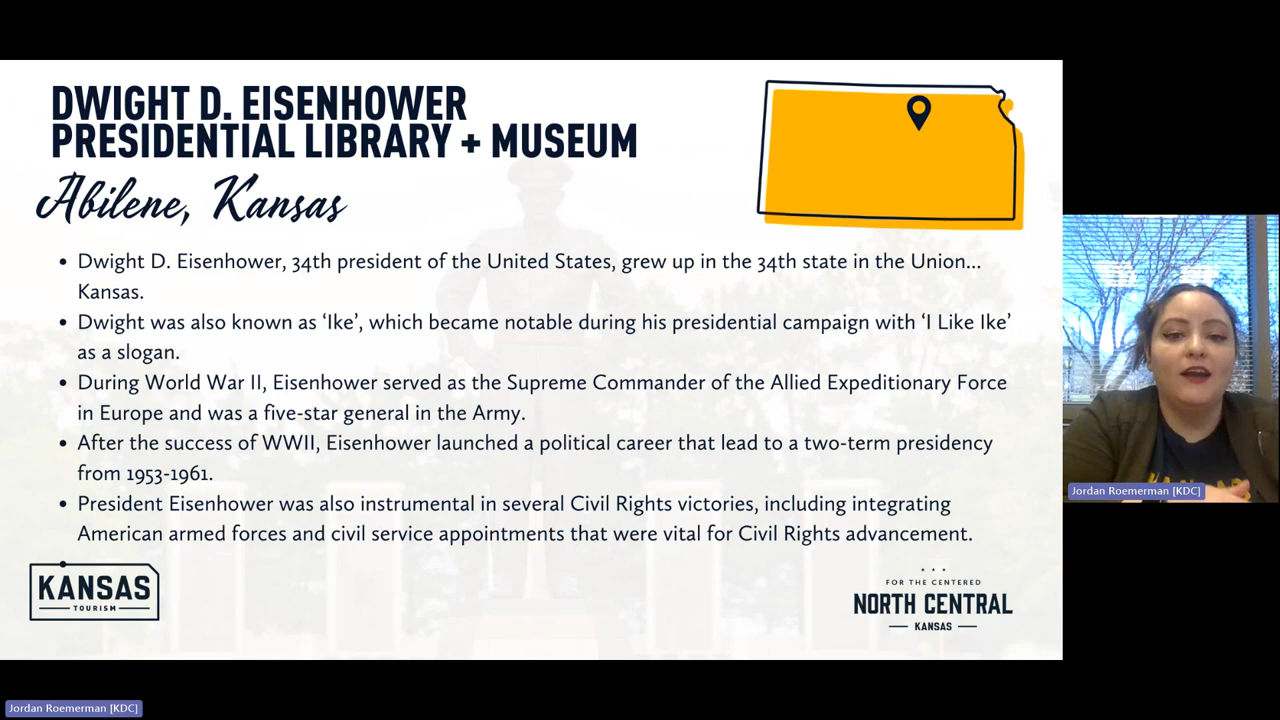 DWIGHT D. EISENHOWER
PRESIDENTIAL LIBRARY + MUSEUM
Abilene, Kansas
• Dwight D. Eisenhower, 34th president of the United States, grew up in the 34th state in the Union...
Kansas.
• Dwight was also known as ‘Ike’, which became notable during his presidential campaign with ‘I Like Ike’
as a slogan.
• During World War II, Eisenhower served as the Supreme Commander of the Allied Expeditionary Force
in Europe and was a five-star general in the Army.
• After the success of WWII, Eisenhower launched a political career that lead to a two-term presidency
from 1953-1961.
• President Eisenhower was also instrumental in several Civil Rights victories, including integrating
American armed forces and civil service appointments that were vital for Civil Rights advancement.
KANSAS
TOURISM
FOR THE CENTERED
NORTH CENTRAL
KANSAS
Jordan Roemerman [KDC]
Jordan Roemerman [KDC]